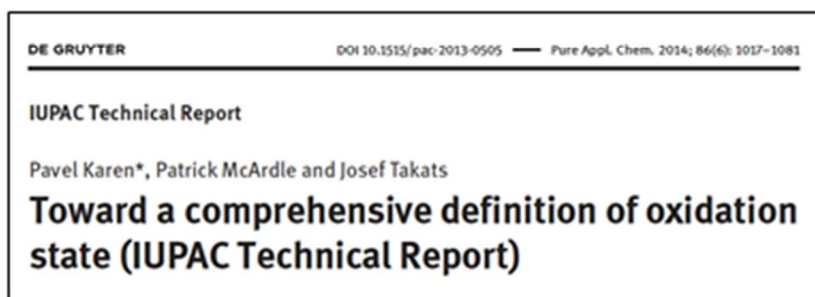 DE GRUYTER DOI 10.1515/pac-2013-0505 — Pure Appl. Chem. 2014; 86(6): 1017–1081
IUPAC Technical Report
Pavel Karen*, Patrick McArdle and Josef Takats
Toward a comprehensive definition of oxidation
state (IUPAC Technical Report)